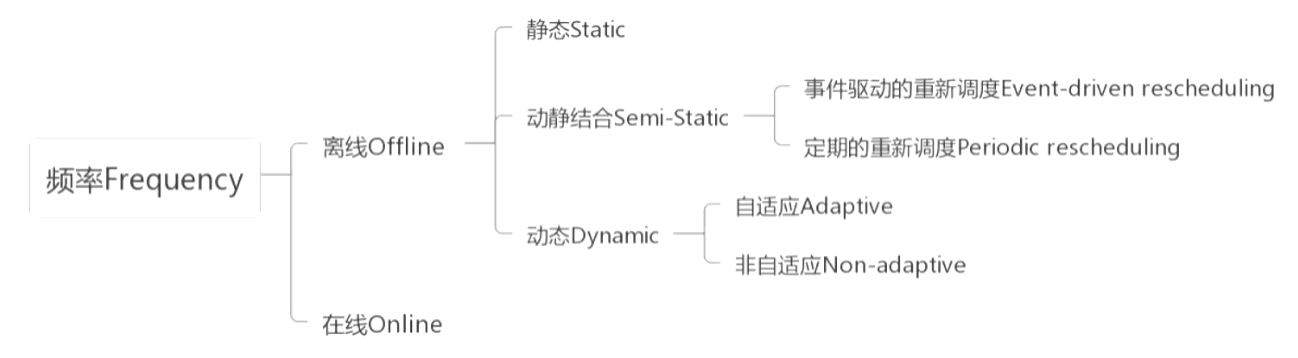 频率Frequency
离线Offline
静态Static
动静结合Semi-Static
事件驱动的重新调度Event-driven rescheduling
定期的重新调度Periodic rescheduling
动态Dynamic
自适应Adaptive
非自适应Non-adaptive
在线Online